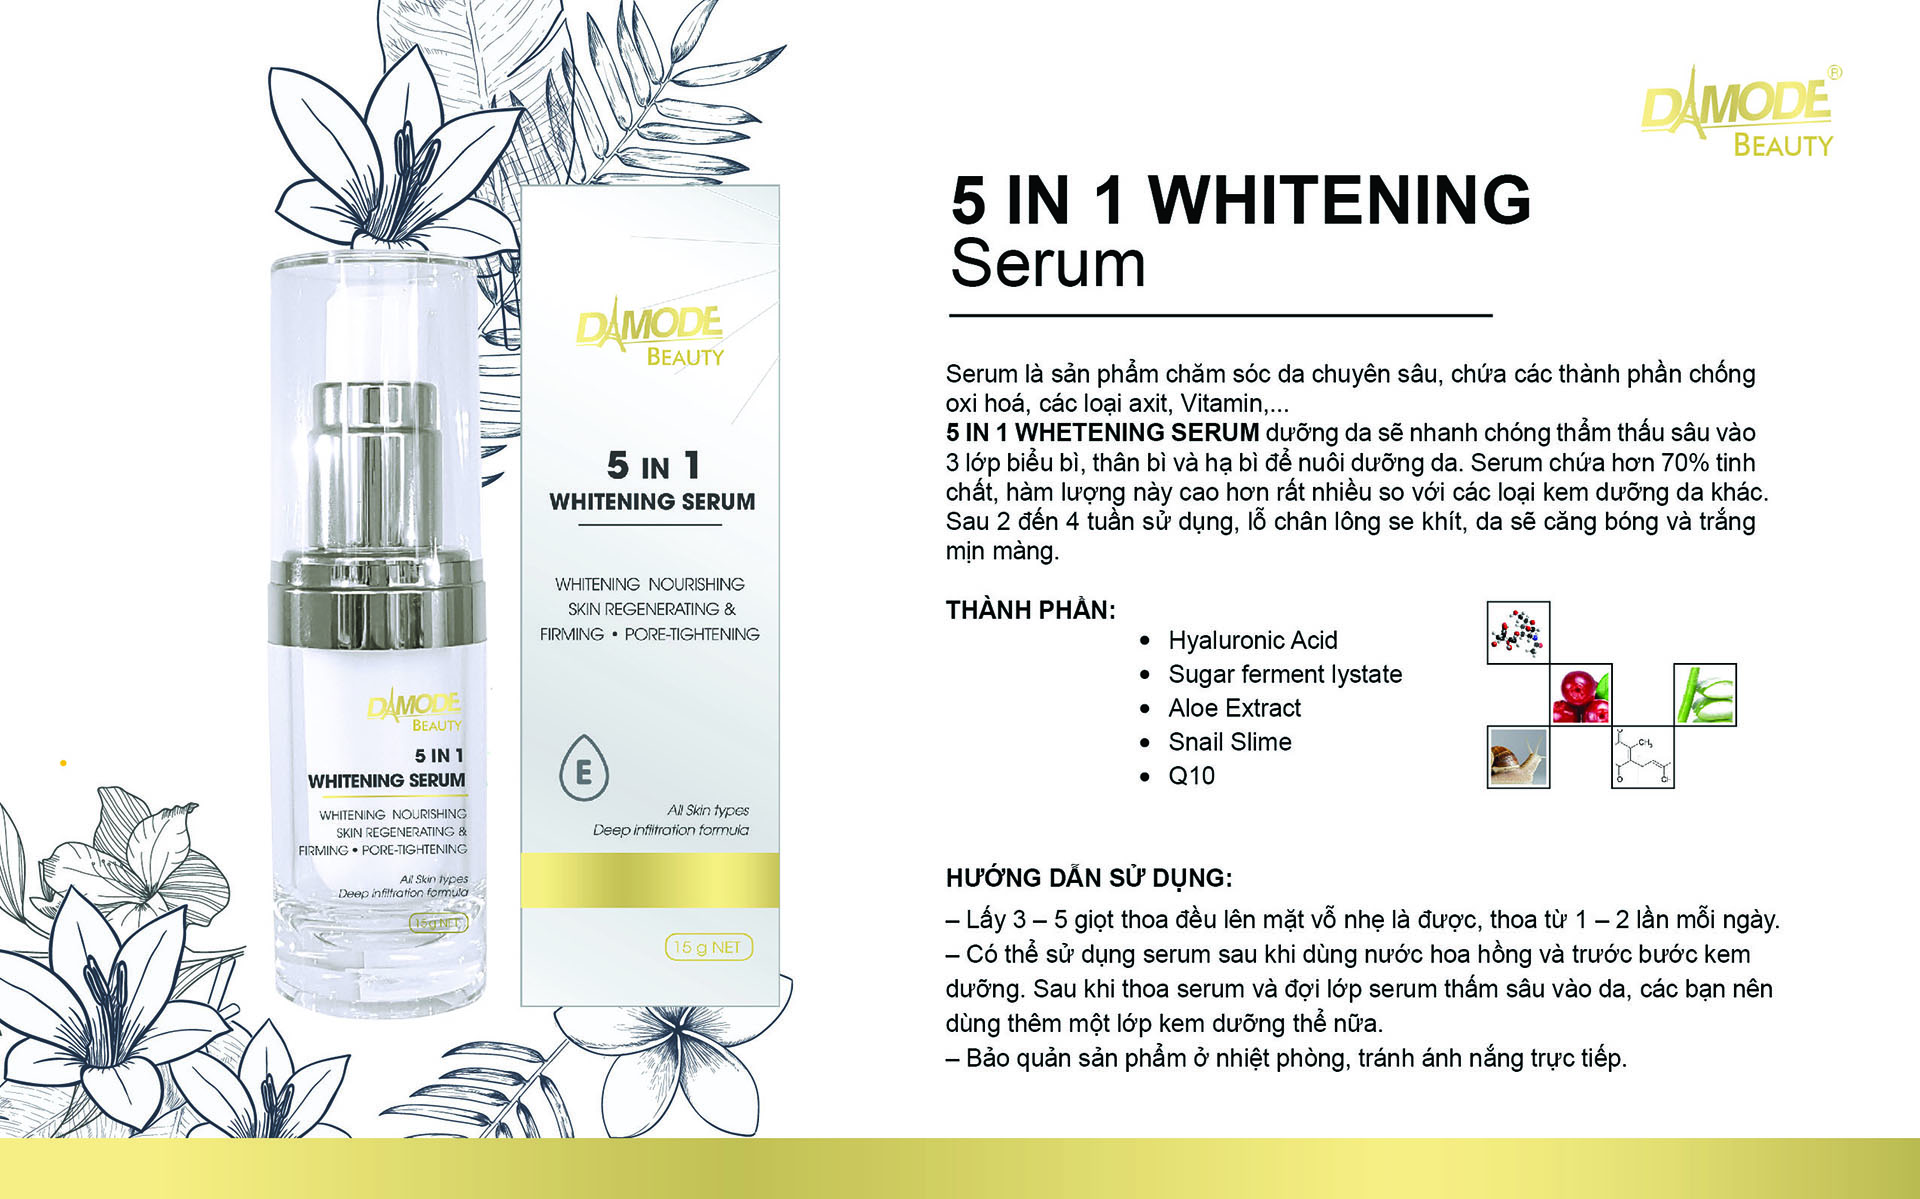 DAMODE®
BEAUTY
5 IN 1 WHITENING
Serum
Serum là sản phẩm chăm sóc da chuyên sâu, chứa các thành phần chống
oxi hoá, các loại axit, Vitamin,...
5 IN 1 WHETENING SERUM dưỡng da sẽ nhanh chóng thẩm thấu sâu vào
3 lớp biểu bì, thân bì và hạ bì để nuôi dưỡng da. Serum chứa hơn 70% tinh
chất, hàm lượng này cao hơn rất nhiều so với các loại kem dưỡng da khác.
Sau 2 đến 4 tuần sử dụng, lỗ chân lông se khít, da sẽ căng bóng và trắng
mịn màng.
THÀNH PHẦN:
• Hyaluronic Acid
• Sugar ferment lystate
• Aloe Extract
• Snail Slime
• Q10
CH₃
O
CH
HƯỚNG DẪN SỬ DỤNG:
– Lấy 3 – 5 giọt thoa đều lên mặt vỗ nhẹ là được, thoa từ 1 – 2 lần mỗi ngày.
– Có thể sử dụng serum sau khi dùng nước hoa hồng và trước bước kem
dưỡng. Sau khi thoa serum và đợi lớp serum thấm sâu vào da, các bạn nên
dùng thêm một lớp kem dưỡng thể nữa.
– Bảo quản sản phẩm ở nhiệt phòng, tránh ánh nắng trực tiếp.
DAMODE
BEAUTY
5 IN 1
WHITENING SERUM
WHITENING NOURISHING
SKIN REGENERATING &
FIRMING • PORE-TIGHTENING
E
All Skin types
Deep infiltration formula
15 g NET
DAMODE
BEAUTY
5 IN 1
WHITENING SERUM
WHITENING NOURISHING
SKIN REGENERATING &
FIRMING • PORE-TIGHTENING
All Skin types
Deep infiltration formula
15 g NET